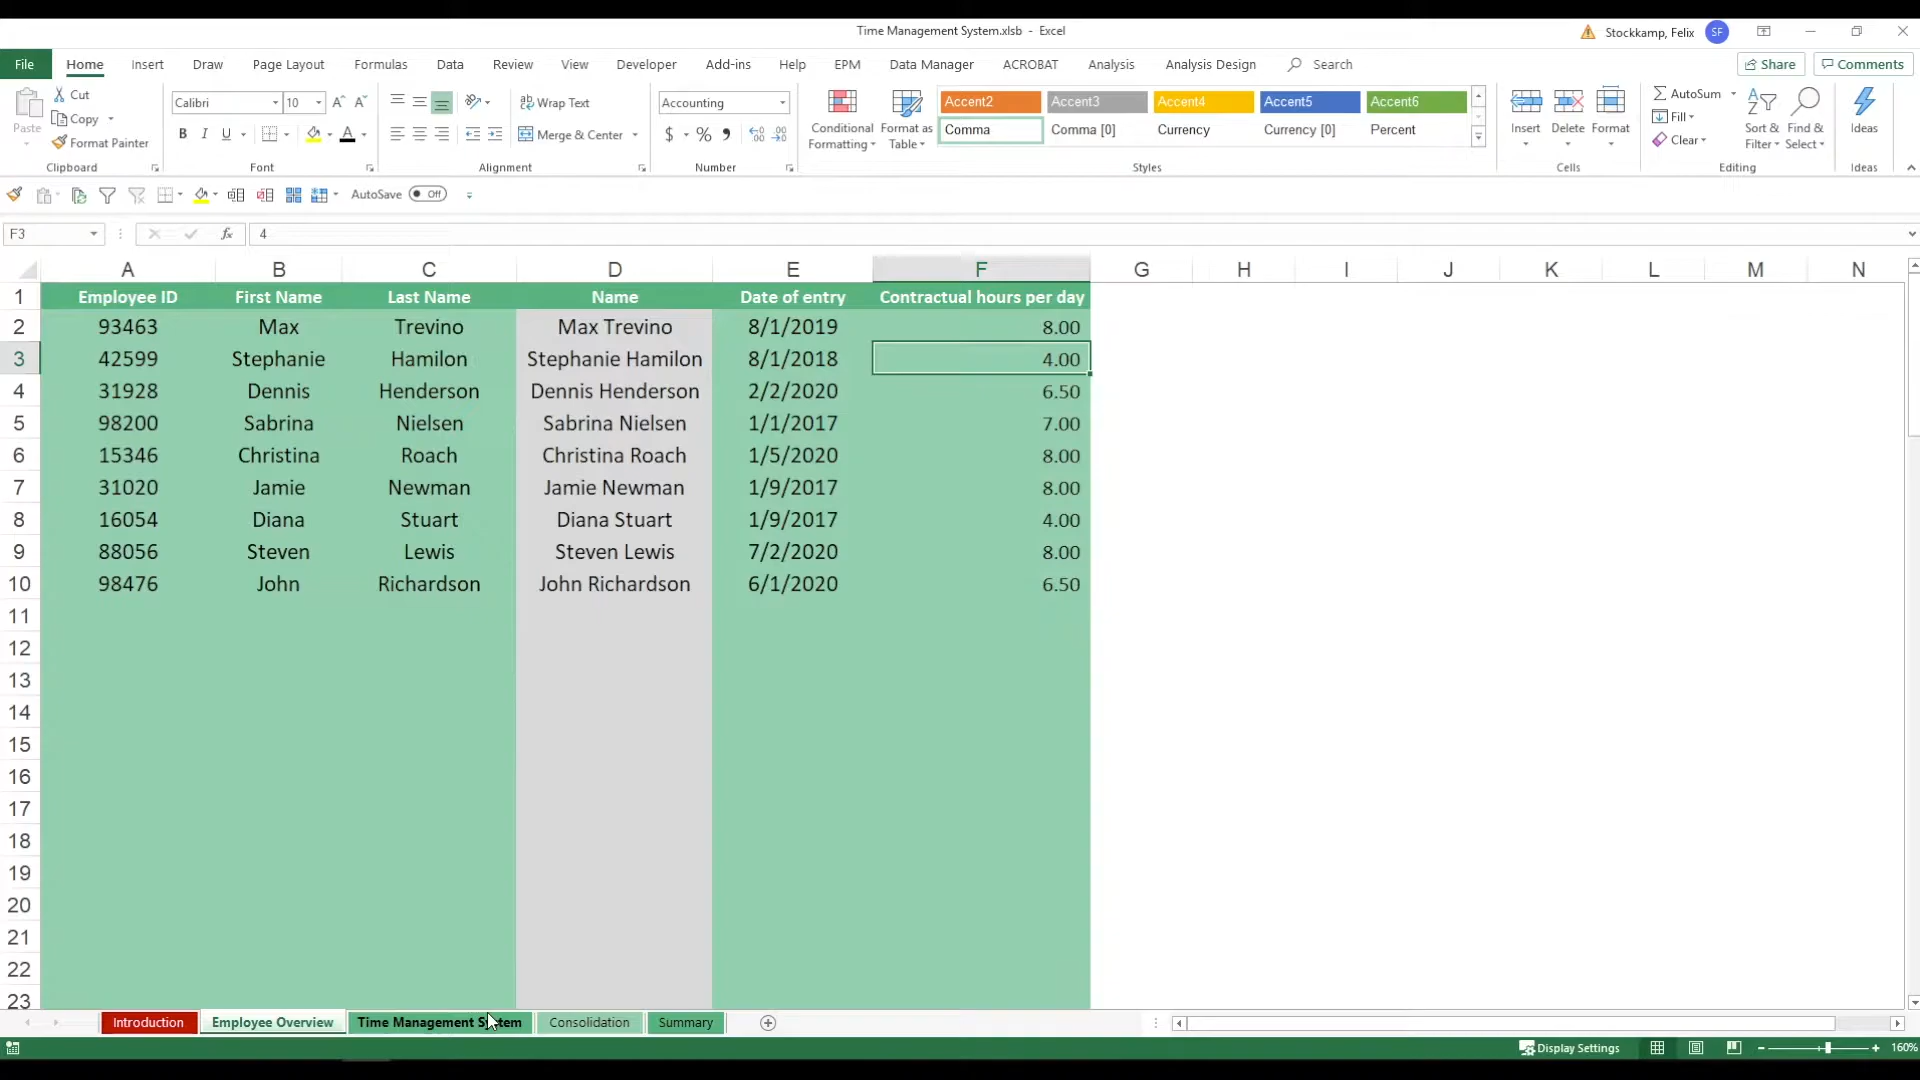 Time Management System.xlsb - Excel
Stockkamp, Felix SF
File Home Insert Draw Page Layout Formulas Data Review View Developer Add-ins Help EPM Data Manager ACROBAT Analysis Analysis Design Search Share Comments
Paste Cut Copy Format Painter Clipboard
Calibri 10 B I U A Font
Wrap Text Merge & Center Alignment
Accounting $ % Number
Conditional Formatting Format as Table
Accent2 Accent3 Accent4 Accent5 Accent6
Comma Comma [0] Currency Currency [0] Percent
Styles
Insert Delete Format Cells
AutoSum Fill Clear Sort & Filter Find & Select Editing
Ideas Ideas
AutoSave Off
F3 fx 4
A B C D E F G H I J K L M N
1 Employee ID First Name Last Name Name Date of entry Contractual hours per day
2 93463 Max Trevino Max Trevino 8/1/2019 8.00
3 42599 Stephanie Hamilon Stephanie Hamilon 8/1/2018 4.00
4 31928 Dennis Henderson Dennis Henderson 2/2/2020 6.50
5 98200 Sabrina Nielsen Sabrina Nielsen 1/1/2017 7.00
6 15346 Christina Roach Christina Roach 1/5/2020 8.00
7 31020 Jamie Newman Jamie Newman 1/9/2017 8.00
8 16054 Diana Stuart Diana Stuart 1/9/2017 4.00
9 88056 Steven Lewis Steven Lewis 7/2/2020 8.00
10 98476 John Richardson John Richardson 6/1/2020 6.50
11
12
13
14
15
16
17
18
19
20
21
22
23
Introduction Employee Overview Time Management System Consolidation Summary
Display Settings 160%